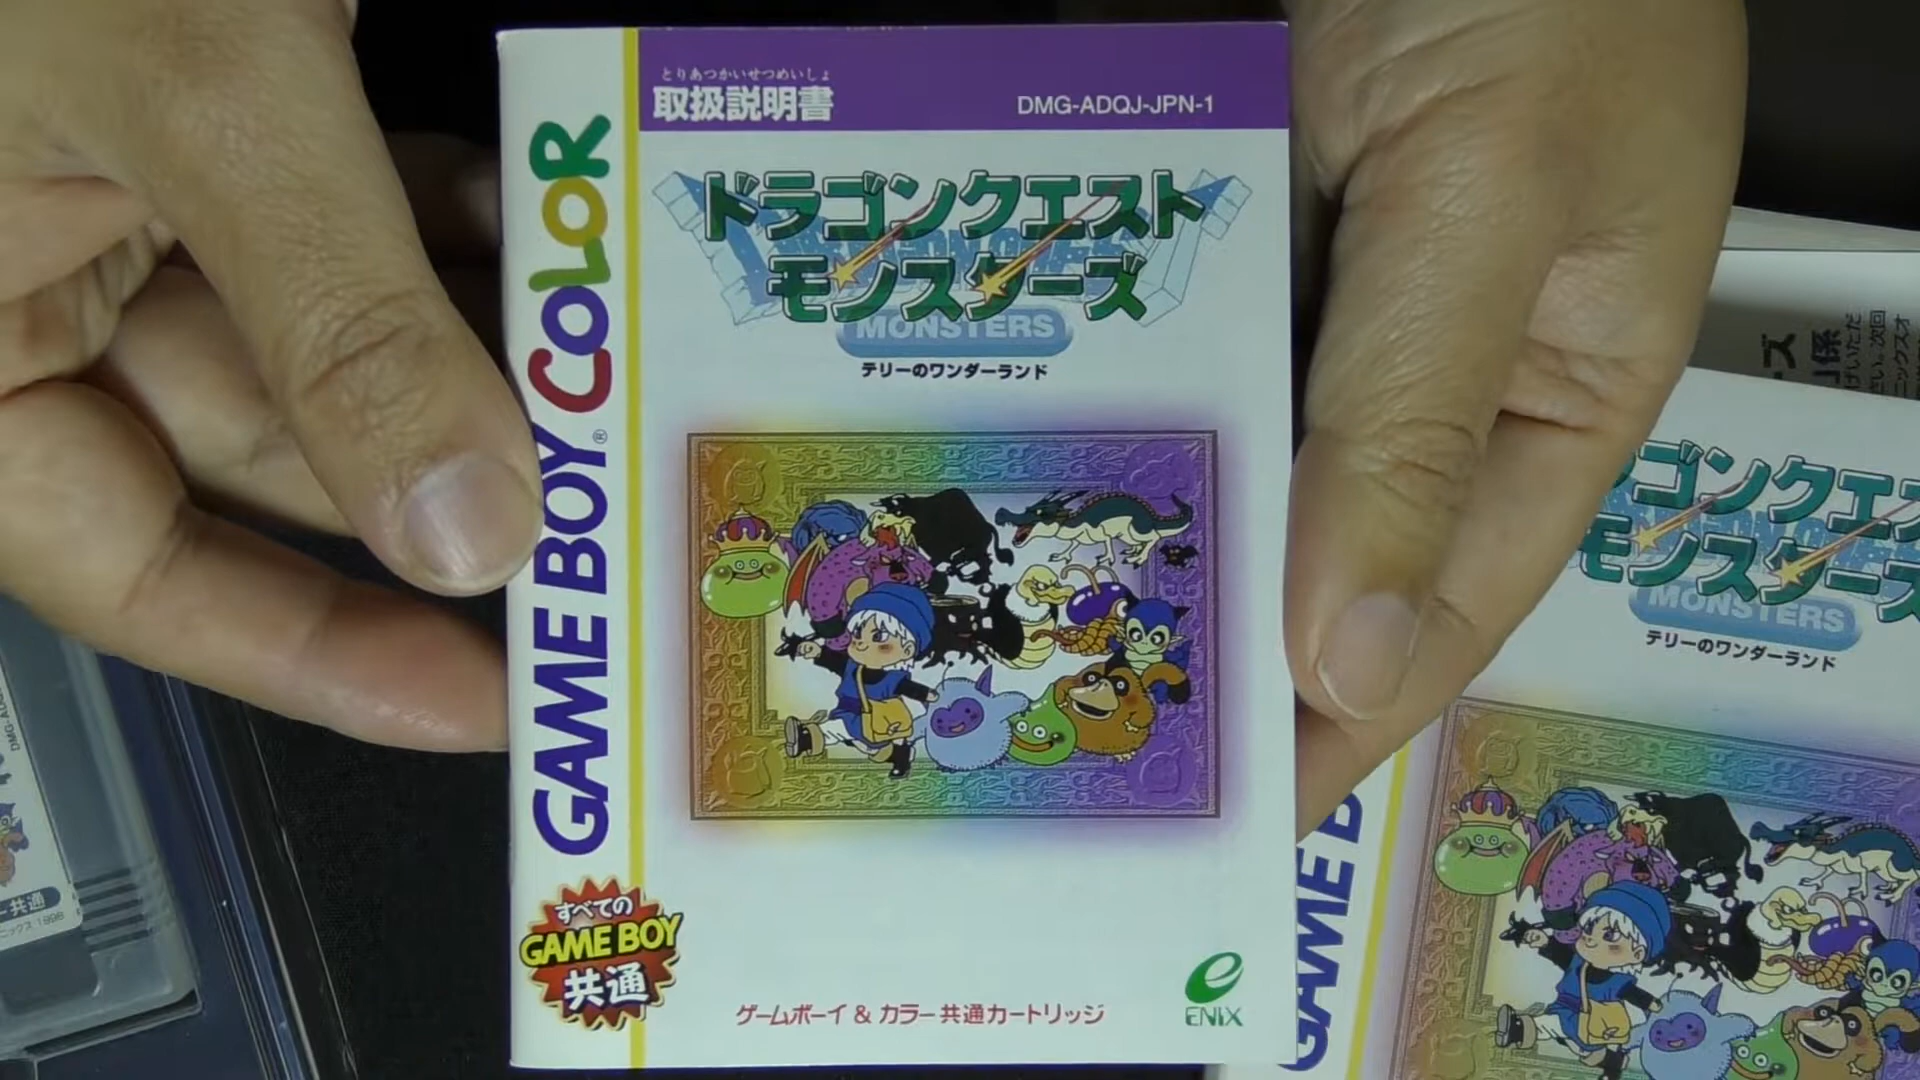 とりあつかいせつめいしょ
取扱説明書
DMG-ADQJ-JPN-1
GAME BOY COLOR
®
ドラゴンクエスト
モンスターズ
MONSTERS
テリーのワンダーランド
すべての
GAME BOY
共通
ゲームボーイ & カラー共通カートリッジ
ENIX
ゴンクエ
モンスターズ
MONSTERS
テリーのワンダーランド
GAME B
共通
1998